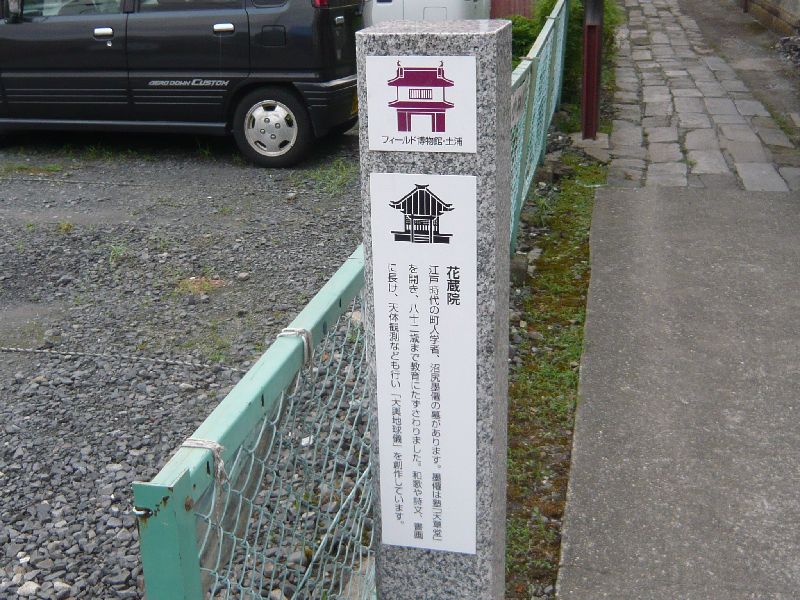 AERO DOWN CUSTOM
フィールド博物館・土浦
花蔵院
江戸時代の町人学者、沼尻墨僊の墓があります。墨僊は塾「天章堂」
を開き、八十二歳まで教育にたずさわりました。和歌や詩文、書画
に長け、天体観測なども行い「大輿地球儀」を創作しています。